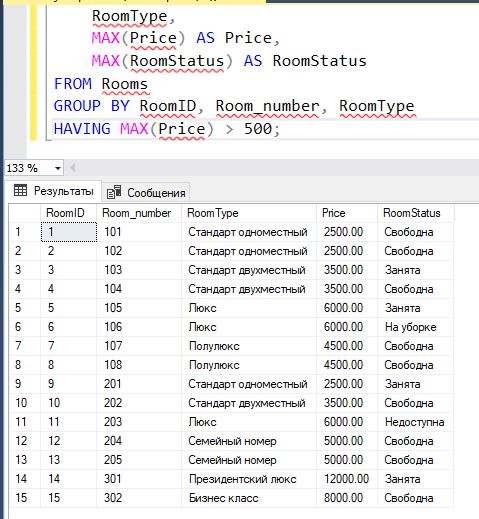 RoomType,
MAX(Price) AS Price,
MAX(RoomStatus) AS RoomStatus
FROM Rooms
GROUP BY RoomID, Room_number, RoomType
HAVING MAX(Price) > 500;
133 %
Результаты Сообщения
RoomID Room_number RoomType Price RoomStatus
1 1 101 Стандарт одноместный 2500.00 Свободна
2 2 102 Стандарт одноместный 2500.00 Свободна
3 3 103 Стандарт двухместный 3500.00 Занята
4 4 104 Стандарт двухместный 3500.00 Свободна
5 5 105 Люкс 6000.00 Занята
6 6 106 Люкс 6000.00 На уборке
7 7 107 Полулюкс 4500.00 Свободна
8 8 108 Полулюкс 4500.00 Свободна
9 9 201 Стандарт одноместный 2500.00 Занята
10 10 202 Стандарт двухместный 3500.00 Свободна
11 11 203 Люкс 6000.00 Недоступна
12 12 204 Семейный номер 5000.00 Свободна
13 13 205 Семейный номер 5000.00 Свободна
14 14 301 Президентский люкс 12000.00 Занята
15 15 302 Бизнес класс 8000.00 Свободна